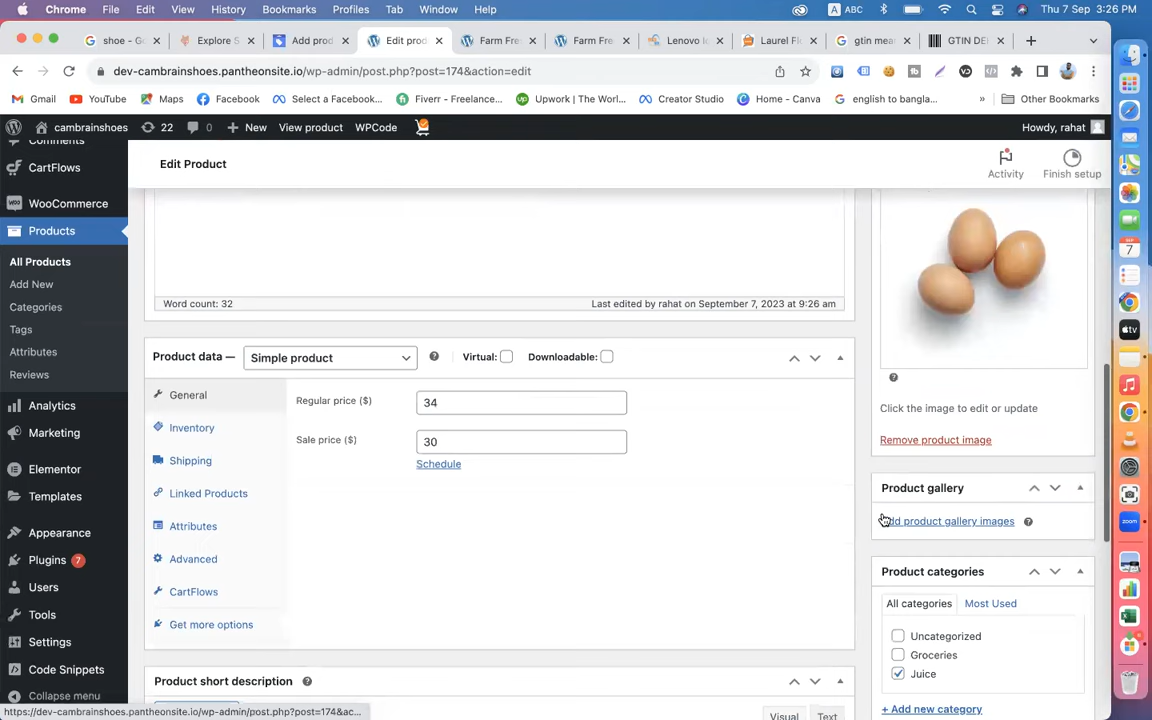 Chrome File Edit View History Bookmarks Profiles Tab Window Help A ABC Thu 7 Sep 3:26 PM
shoe - Go Explore S Add prod Edit prod Farm Fre Farm Fre Lenovo Id Laurel Fl gtin mea GTIN DE
dev-cambrainshoes.pantheonsite.io/wp-admin/post.php?post=174&action=edit
Gmail YouTube Maps Facebook Select a Facebook... Fiverr - Freelance... Upwork | The Worl... Creator Studio Home - Canva english to bangla... » Other Bookmarks
cambrainshoes 22 0 New View product WPCode Howdy, rahat
Comments
CartFlows
WooCommerce
Products
All Products
Add New
Categories
Tags
Attributes
Reviews
Analytics
Marketing
Elementor
Templates
Appearance
Plugins 7
Users
Tools
Settings
Code Snippets
Collapse menu
Edit Product
Activity
Finish setup
Word count: 32 Last edited by rahat on September 7, 2023 at 9:26 am
Product data — Simple product Virtual: Downloadable:
General
Inventory
Shipping
Linked Products
Attributes
Advanced
CartFlows
Get more options
Regular price ($) 34
Sale price ($) 30
Schedule
Product short description
Visual Text
Click the image to edit or update
Remove product image
Product gallery
Add product gallery images
Product categories
All categories Most Used
Uncategorized
Groceries
Juice
+ Add new category
SEP
7
tv
zoom
https://dev-cambrainshoes.pantheonsite.io/wp-admin/post.php?post=174&ac...